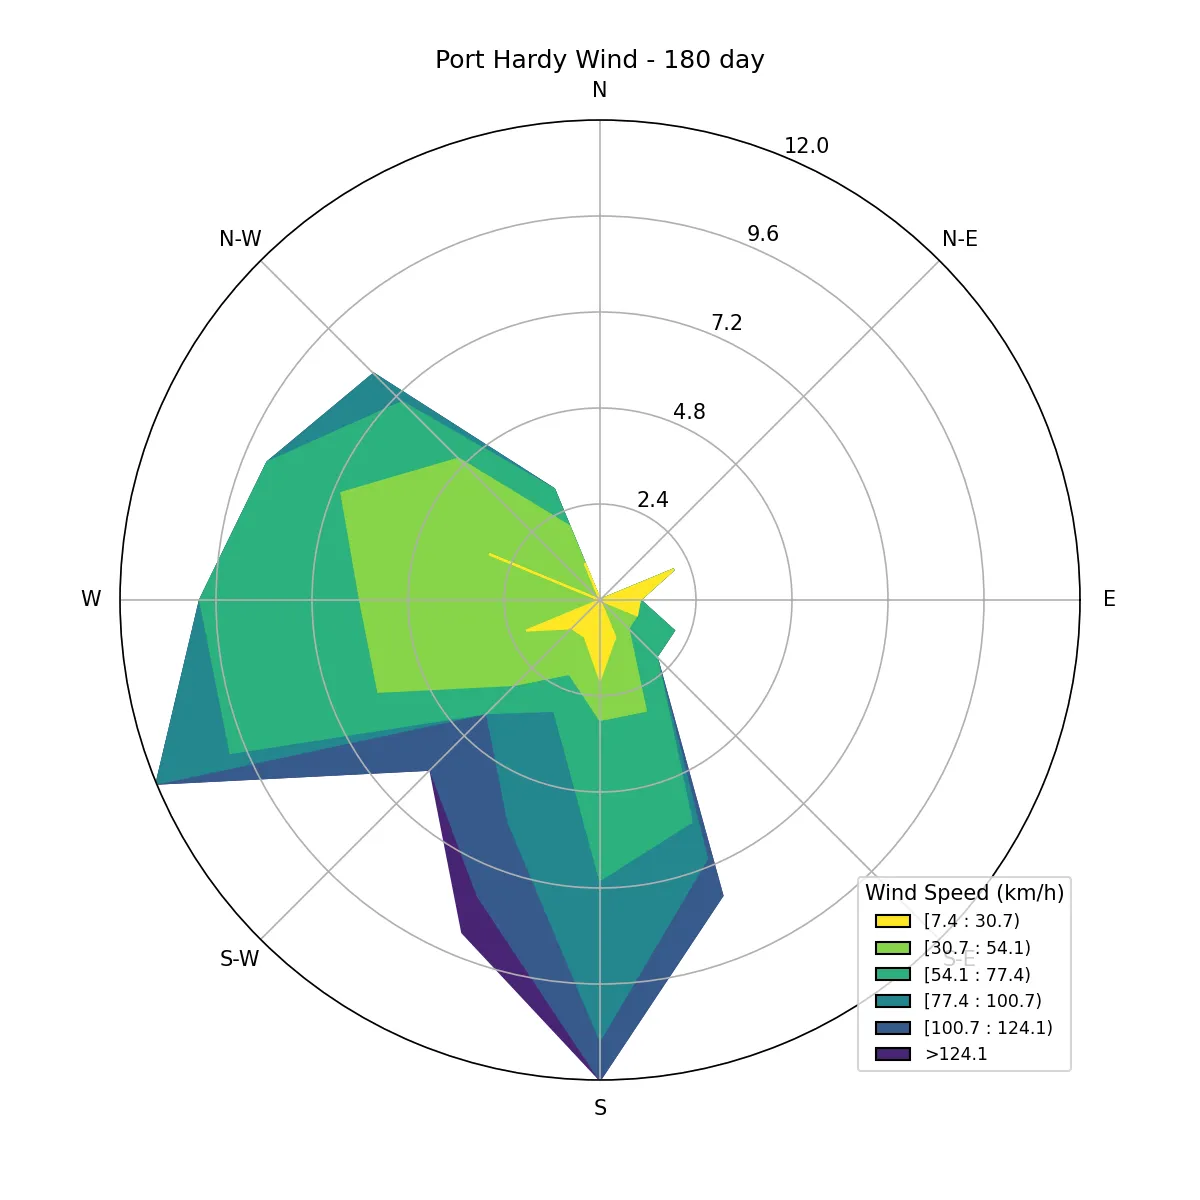 Port Hardy Wind - 180 day
N
12.0
N-W
9.6
N-E
7.2
4.8
2.4
W
E
S-W
S-E
S
Wind Speed (km/h)
[7.4 : 30.7)
[30.7 : 54.1)
[54.1 : 77.4)
[77.4 : 100.7)
[100.7 : 124.1)
>124.1